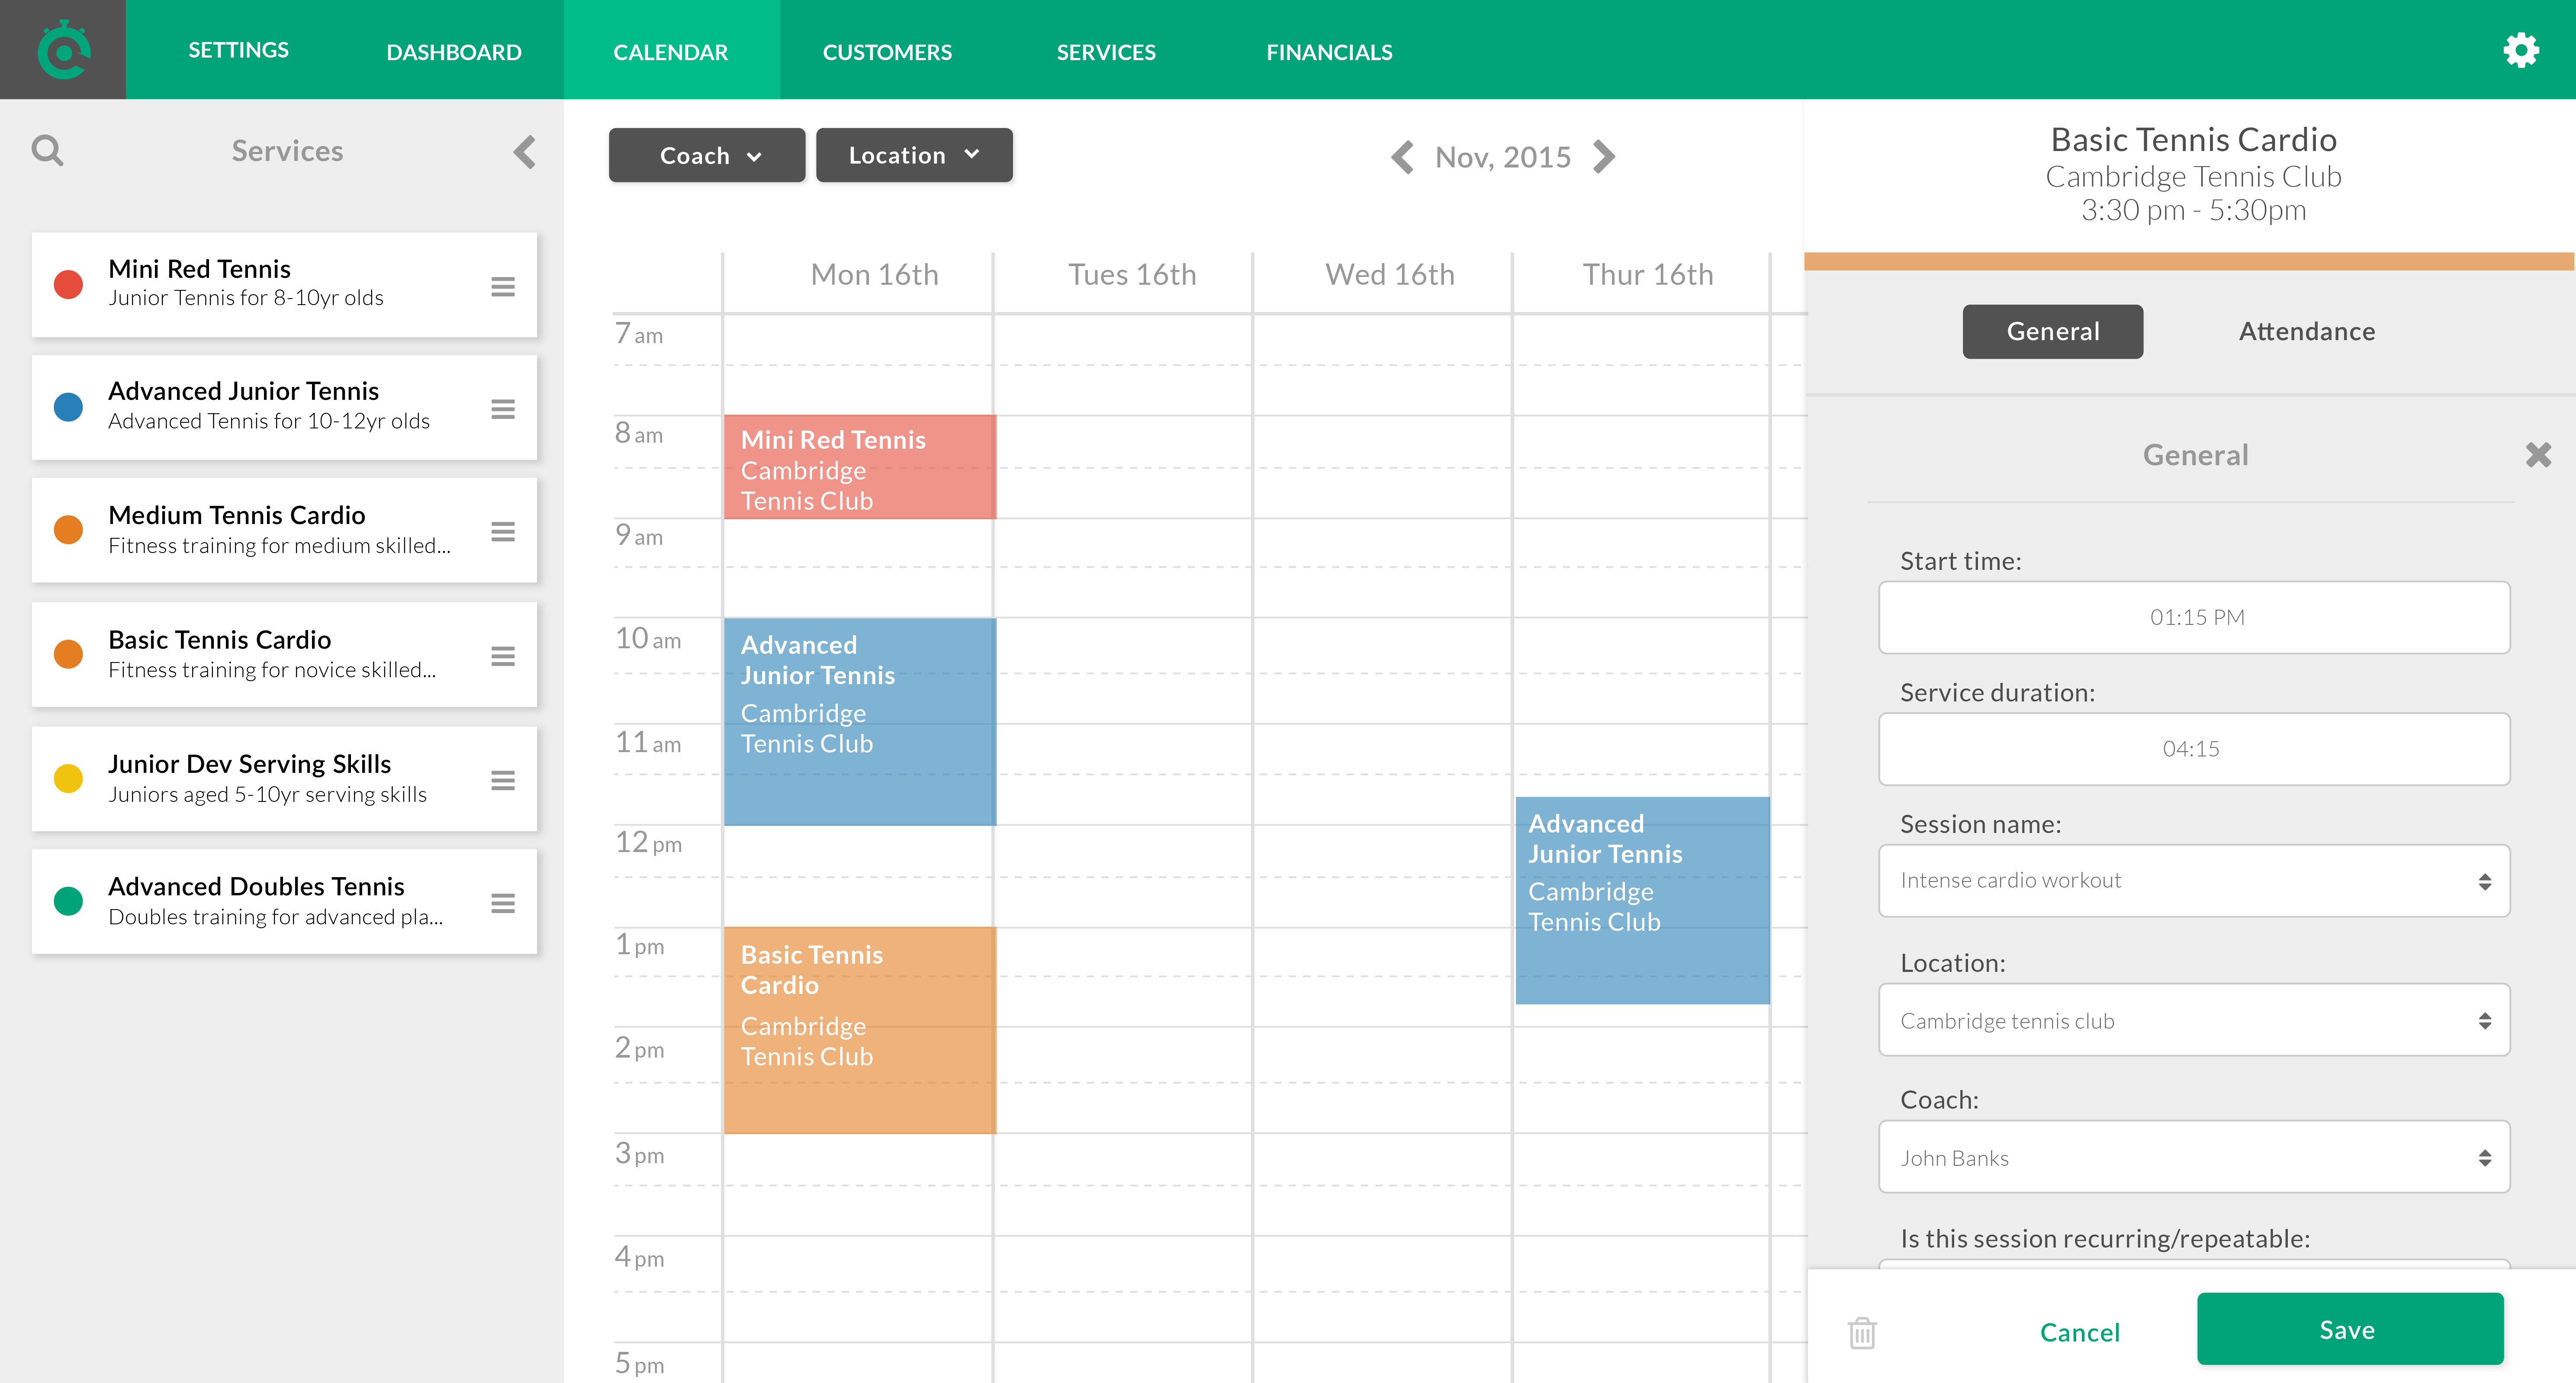 SETTINGS
DASHBOARD
CALENDAR
CUSTOMERS
SERVICES
FINANCIALS
Services
Mini Red Tennis
Junior Tennis for 8-10yr olds
Advanced Junior Tennis
Advanced Tennis for 10-12yr olds
Medium Tennis Cardio
Fitness training for medium skilled...
Basic Tennis Cardio
Fitness training for novice skilled...
Junior Dev Serving Skills
Juniors aged 5-10yr serving skills
Advanced Doubles Tennis
Doubles training for advanced pla...
Coach
Location
Nov, 2015
Mon 16th
Tues 16th
Wed 16th
Thur 16th
7 am
8 am
9 am
10 am
11 am
12 pm
1 pm
2 pm
3 pm
4 pm
5 pm
Mini Red Tennis
Cambridge
Tennis Club
Advanced
Junior Tennis
Cambridge
Tennis Club
Basic Tennis
Cardio
Cambridge
Tennis Club
Advanced
Junior Tennis
Cambridge
Tennis Club
Basic Tennis Cardio
Cambridge Tennis Club
3:30 pm - 5:30pm
General
Attendance
General
Start time:
01:15 PM
Service duration:
04:15
Session name:
Intense cardio workout
Location:
Cambridge tennis club
Coach:
John Banks
Is this session recurring/repeatable:
Cancel
Save